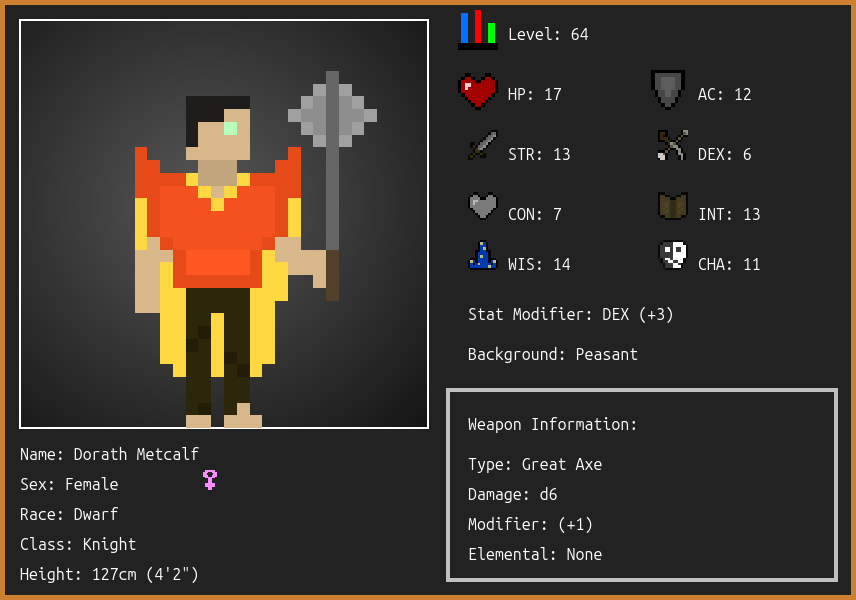 Level: 64
HP: 17
AC: 12
STR: 13
DEX: 6
CON: 7
INT: 13
WIS: 14
CHA: 11
Stat Modifier: DEX (+3)
Background: Peasant
Weapon Information:
Type: Great Axe
Damage: d6
Modifier: (+1)
Elemental: None
Name: Dorath Metcalf
Sex: Female
Race: Dwarf
Class: Knight
Height: 127cm (4'2")